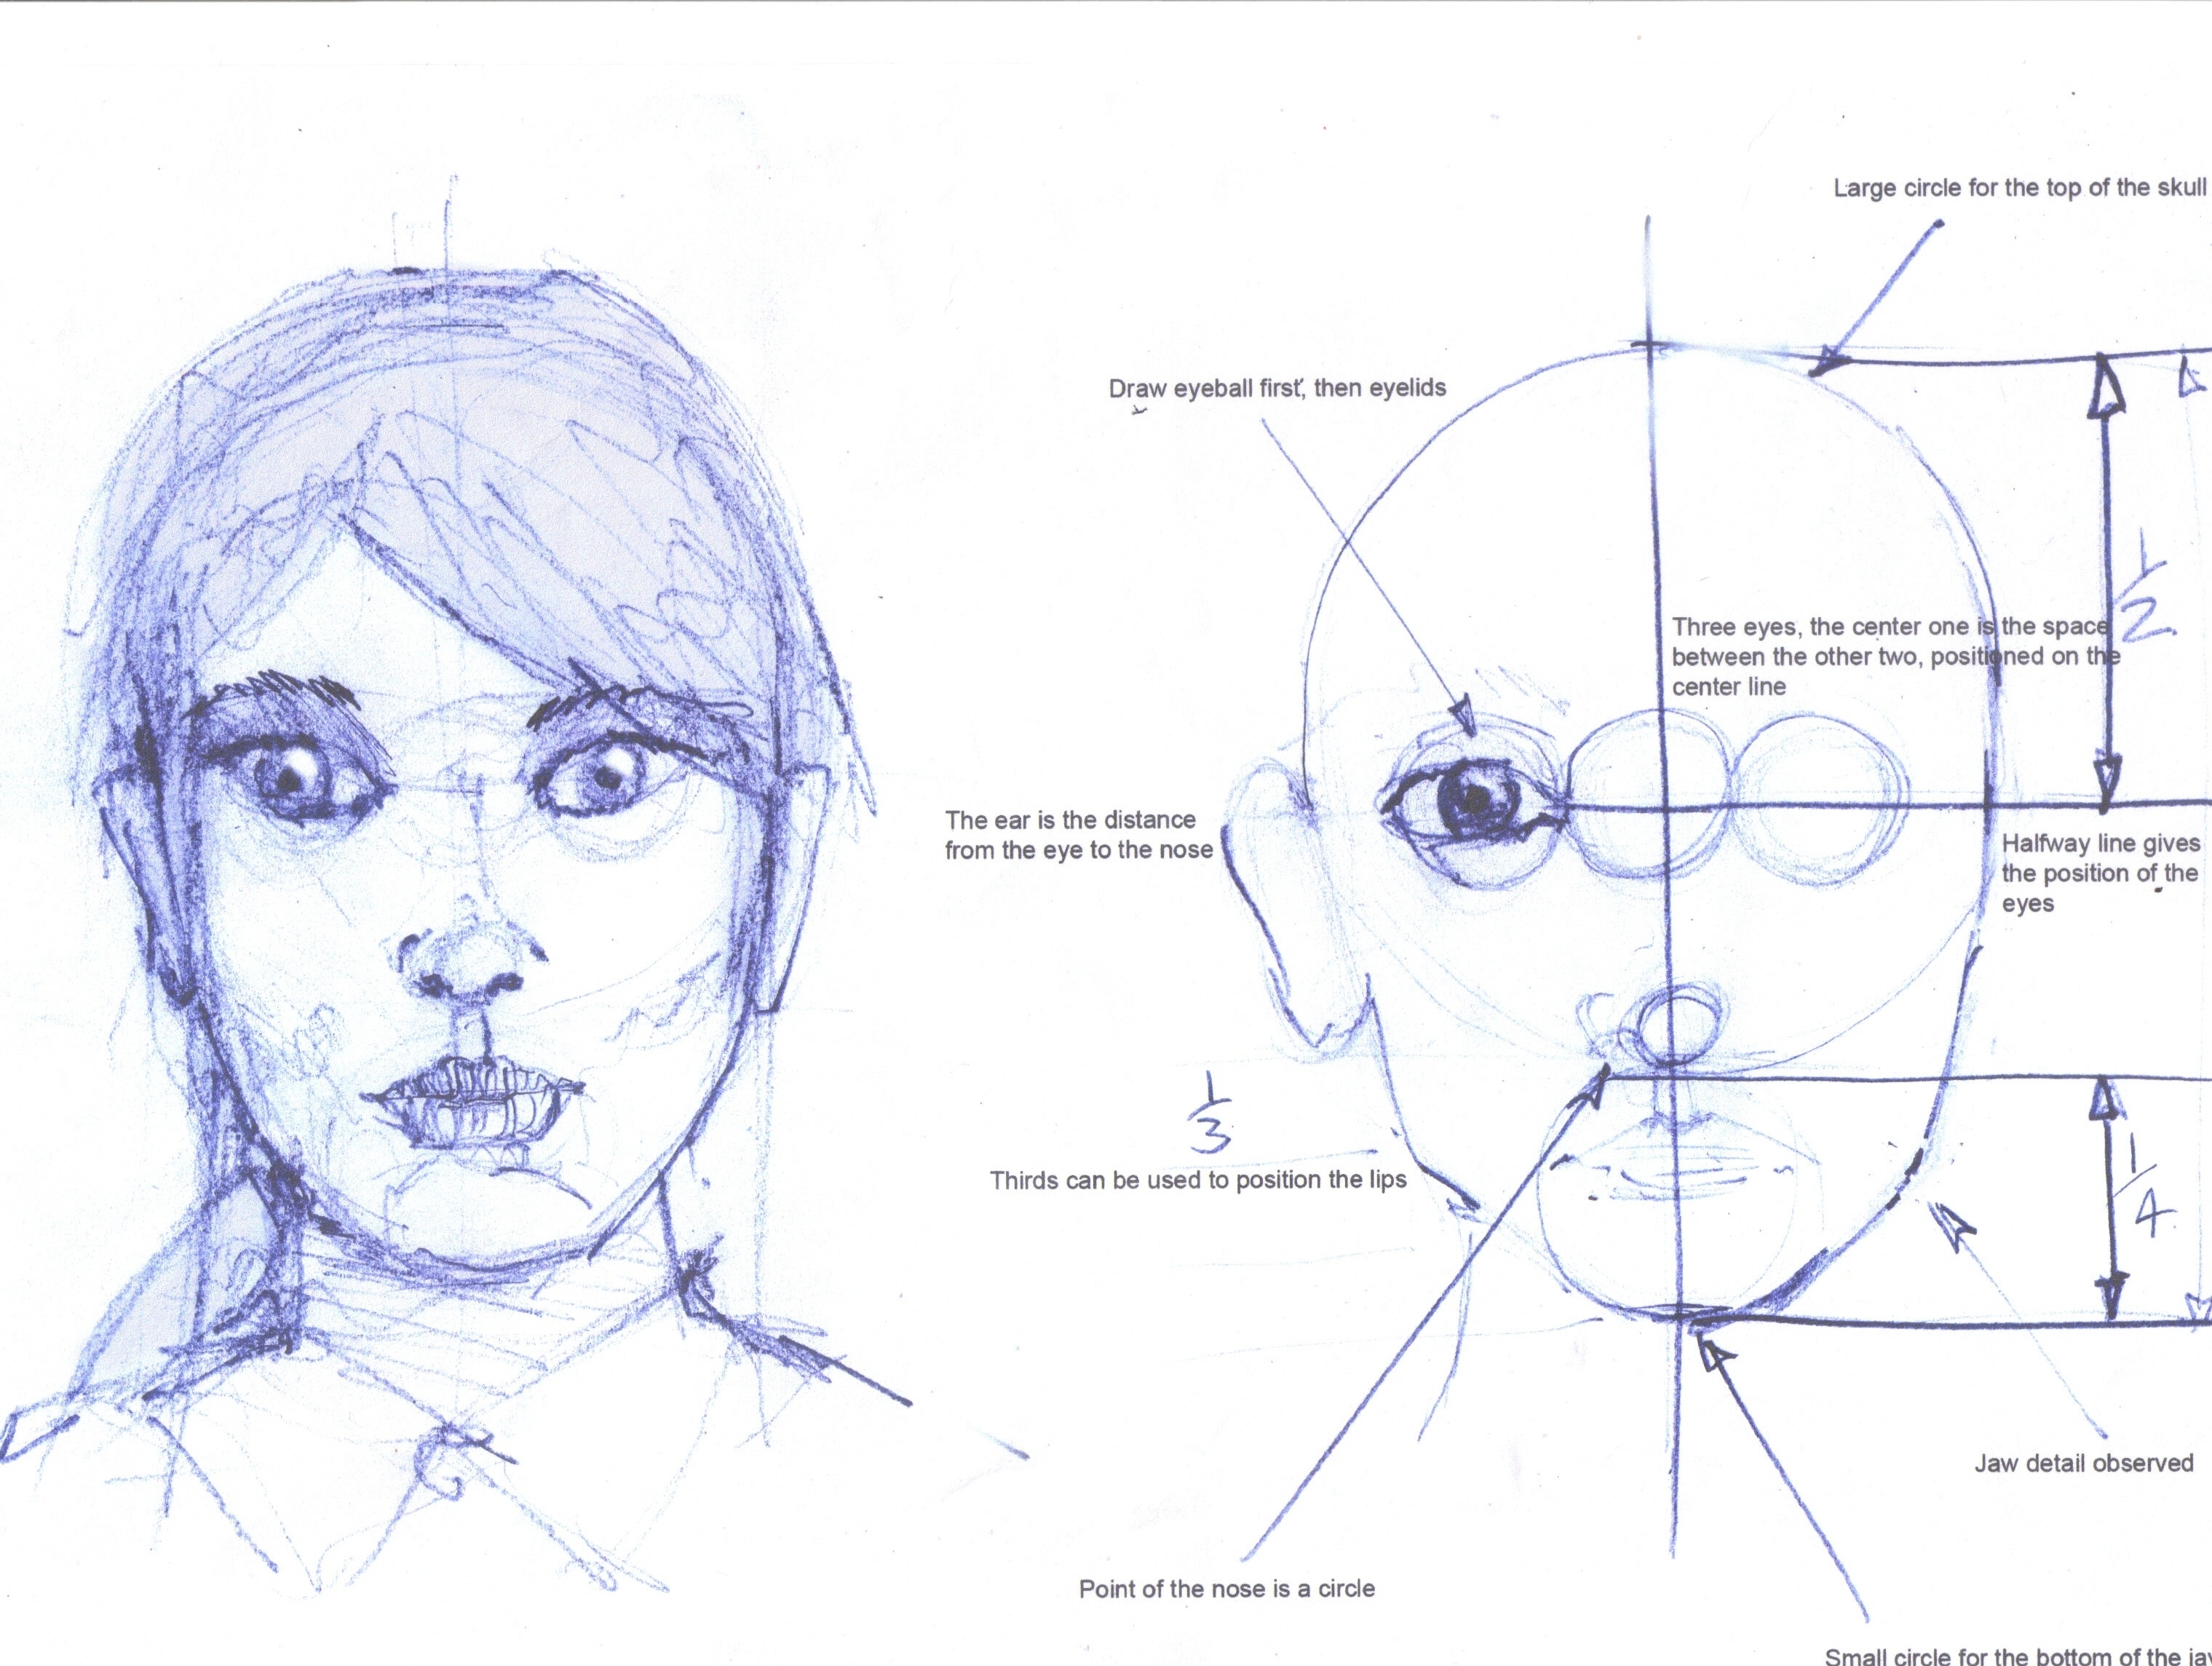 Large circle for the top of the skull
Draw eyeball first, then eyelids
1/2
Three eyes, the center one is the space
between the other two, positioned on the
center line
The ear is the distance
from the eye to the nose
Halfway line gives
the position of the
eyes
1/3
Thirds can be used to position the lips
1/4
Jaw detail observed
Point of the nose is a circle
Small circle for the bottom of the ja